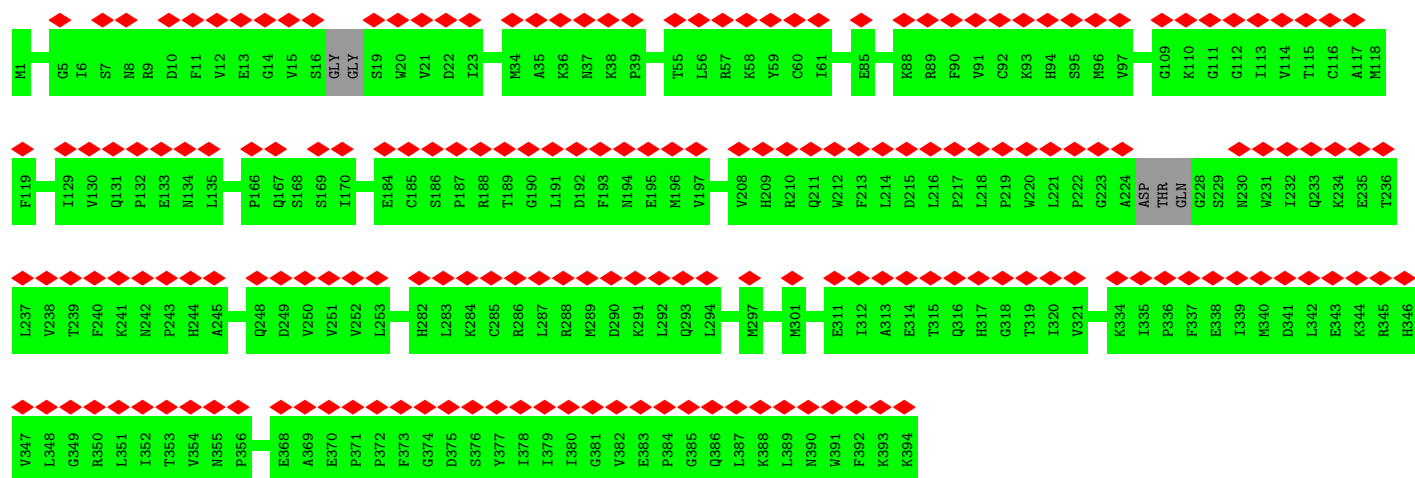 M1 G5 I6 S7 N8 R9 D10 F11 V12 E13 G14 V15 S16 GLY GLY S19 W20 V21 D22 I23 M34 A35 K36 N37 K38 P39 T55 L56 R57 K58 Y59 C60 I61 E85 K88 R89 F90 V91 C92 K93 H94 S95 M96 V97 G109 K110 G111 G112 I113 V114 T115 C116 A117 M118
F119 I129 V130 Q131 P132 E133 N134 L135 P166 Q167 S168 S169 I170 E184 C185 S186 P187 R188 T189 G190 L191 D192 F193 N194 E195 M196 V197 V208 H209 R210 Q211 W212 F213 L214 D215 L216 P217 L218 P219 W220 L221 P222 G223 A224 ASP THR GLN G228 S229 N230 W231 I232 Q233 K234 E235 T236
L237 V238 T239 F240 K241 N242 P243 H244 A245 Q248 D249 V250 V251 V252 L253 H282 L283 K284 C285 R286 L287 R288 M289 D290 K291 L292 Q293 L294 M297 M301 E311 I312 A313 E314 T315 Q316 H317 G318 T319 I320 V321 K334 I335 P336 F337 E338 I339 M340 D341 L342 E343 K344 R345 H346
V347 L348 G349 R350 L351 I352 T353 V354 N355 P356 E368 A369 E370 P371 P372 F373 G374 D375 S376 Y377 I378 I379 I380 G381 V382 E383 P384 G385 Q386 L387 K388 L389 N390 W391 F392 K393 K394